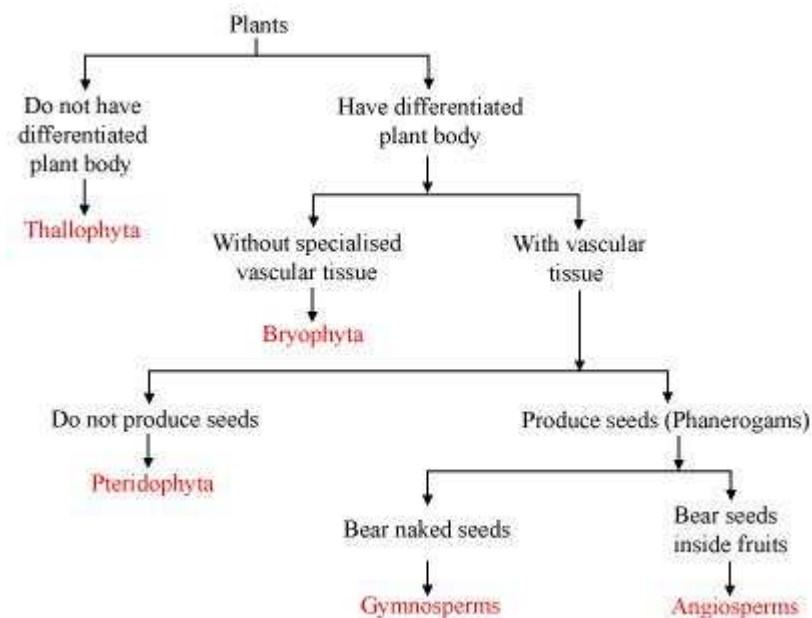 Plants
Do not have
differentiated
plant body
Have differentiated
plant body
Thallophyta
Without specialised
vascular tissue
With vascular
tissue
Bryophyta
Do not produce seeds
Produce seeds (Phanerogams)
Pteridophyta
Bear naked seeds
Bear seeds
inside fruits
Gymnosperms
Angiosperms